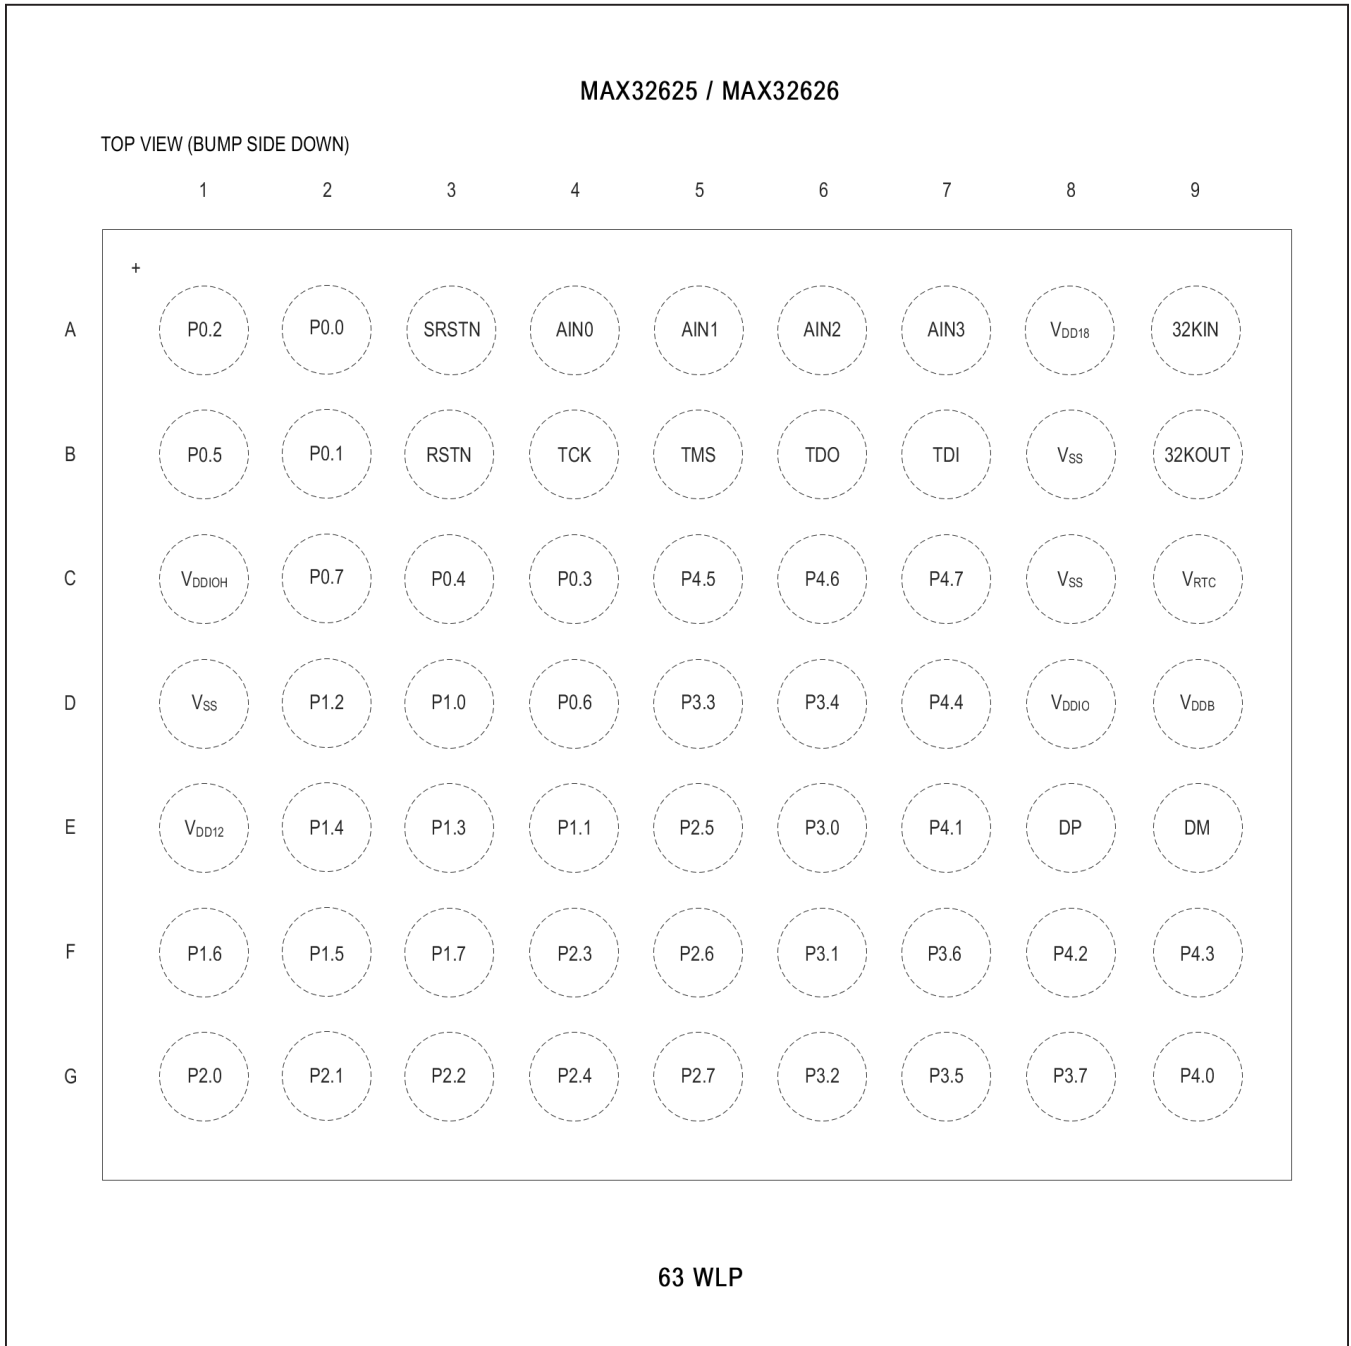 MAX32625 / MAX32626
TOP VIEW (BUMP SIDE DOWN)
1 2 3 4 5 6 7 8 9
+
A P0.2 P0.0 SRSTN AIN0 AIN1 AIN2 AIN3 VDD18 32KIN
B P0.5 P0.1 RSTN TCK TMS TDO TDI VSS 32KOUT
C VDDIOH P0.7 P0.4 P0.3 P4.5 P4.6 P4.7 VSS VRTC
D VSS P1.2 P1.0 P0.6 P3.3 P3.4 P4.4 VDDIO VDDB
E VDD12 P1.4 P1.3 P1.1 P2.5 P3.0 P4.1 DP DM
F P1.6 P1.5 P1.7 P2.3 P2.6 P3.1 P3.6 P4.2 P4.3
G P2.0 P2.1 P2.2 P2.4 P2.7 P3.2 P3.5 P3.7 P4.0
63 WLP